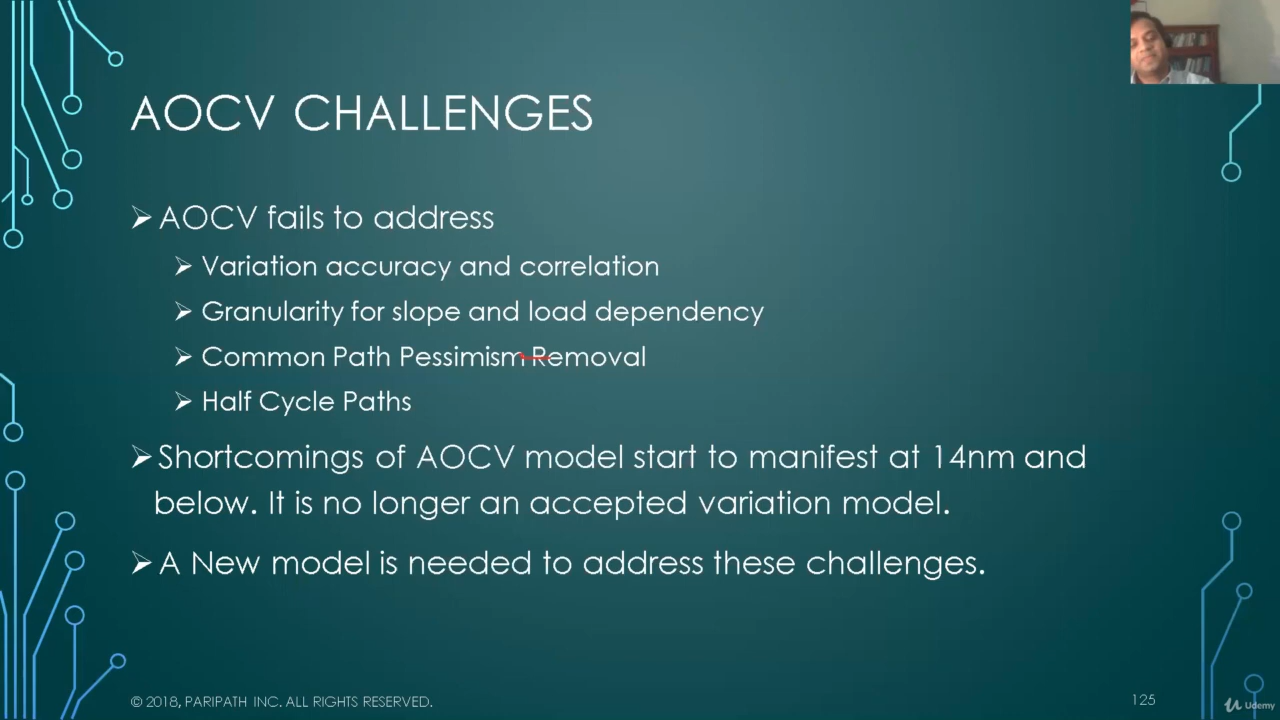 AOCV CHALLENGES
AOCV fails to address
Variation accuracy and correlation
Granularity for slope and load dependency
Common Path Pessimism Removal
Half Cycle Paths
Shortcomings of AOCV model start to manifest at 14nm and
below. It is no longer an accepted variation model.
A New model is needed to address these challenges.
© 2018, PARIPATH INC. ALL RIGHTS RESERVED.
125
Udemy